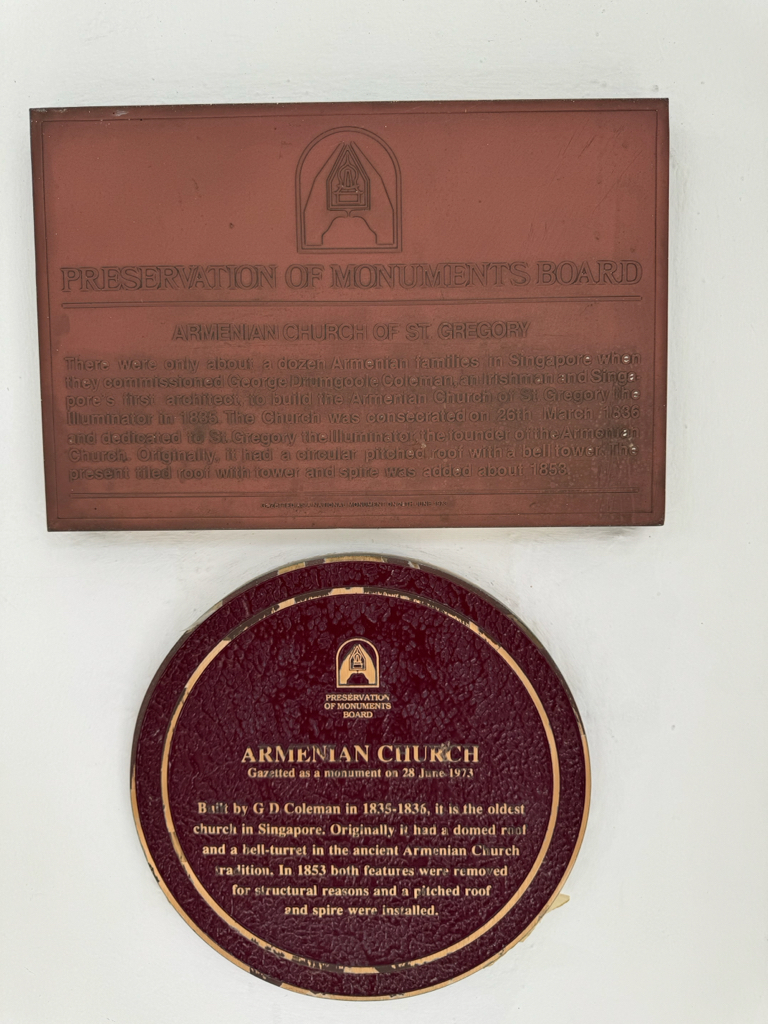 PRESERVATION OF MONUMENTS BOARD
ARMENIAN CHURCH OF ST. GREGORY
There were only about a dozen Armenian families in Singapore when
they commissioned George Drumgoole Coleman, an Irishman and Singa-
pore's first architect, to build the Armenian Church of St Gregory the
Illuminator in 1835. The Church was consecrated on 26th March 1836
and dedicated to St. Gregory the Illuminator, the founder of the Armenian
Church. Originally, it had a circular pitched roof with a bell tower. The
present tiled roof with tower and spire was added about 1853.
PRESERVATION
OF MONUMENTS
BOARD
ARMENIAN CHURCH
Gazetted as a monument on 28 June 1973
Built by G D Coleman in 1835-1836, it is the oldest
church in Singapore. Originally it had a domed roof
and a bell-turret in the ancient Armenian Church
tradition. In 1853 both features were removed
for structural reasons and a pitched roof
and spire were installed.